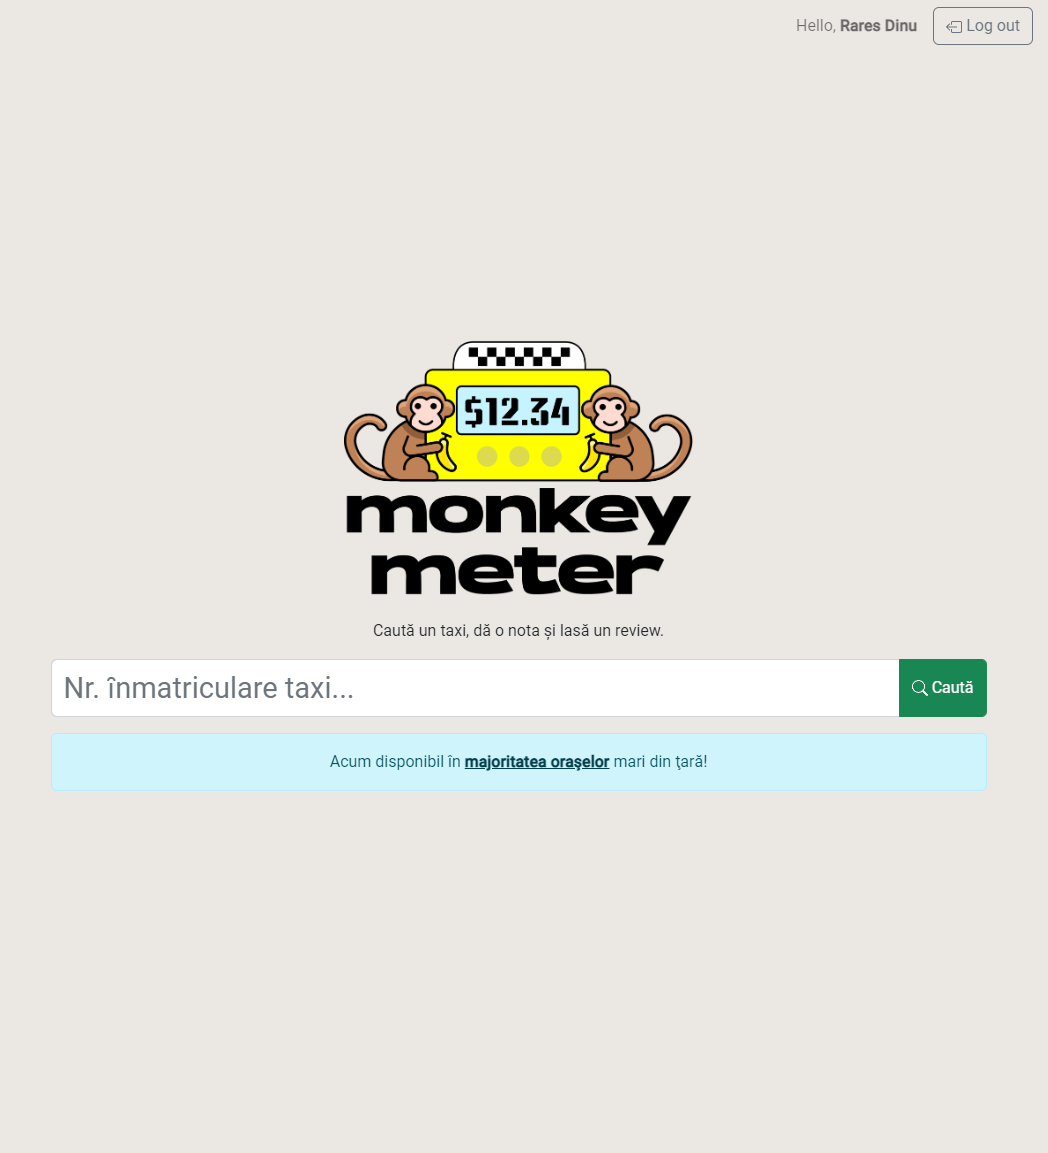 Hello, Rares Dinu
Log out
$12.34
monkey
meter
Caută un taxi, dă o nota și lasă un review.
Nr. înmatriculare taxi...
Caută
Acum disponibil în majoritatea orașelor mari din ţară!